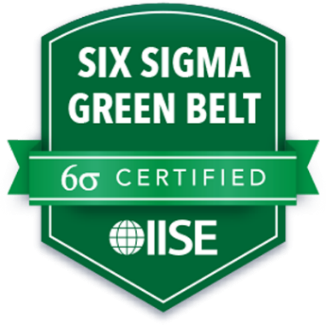 SIX SIGMA
GREEN BELT
6σ CERTIFIED
IISE